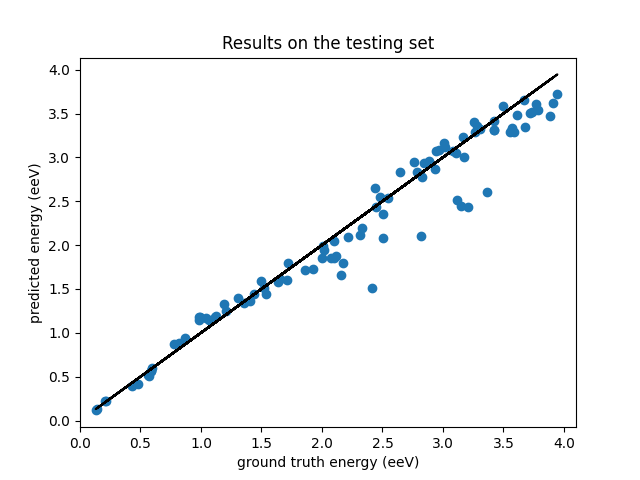 Results on the testing set
predicted energy (eeV)
4.0
3.5
3.0
2.5
2.0
1.5
1.0
0.5
0.0
0.0 0.5 1.0 1.5 2.0 2.5 3.0 3.5 4.0
ground truth energy (eeV)